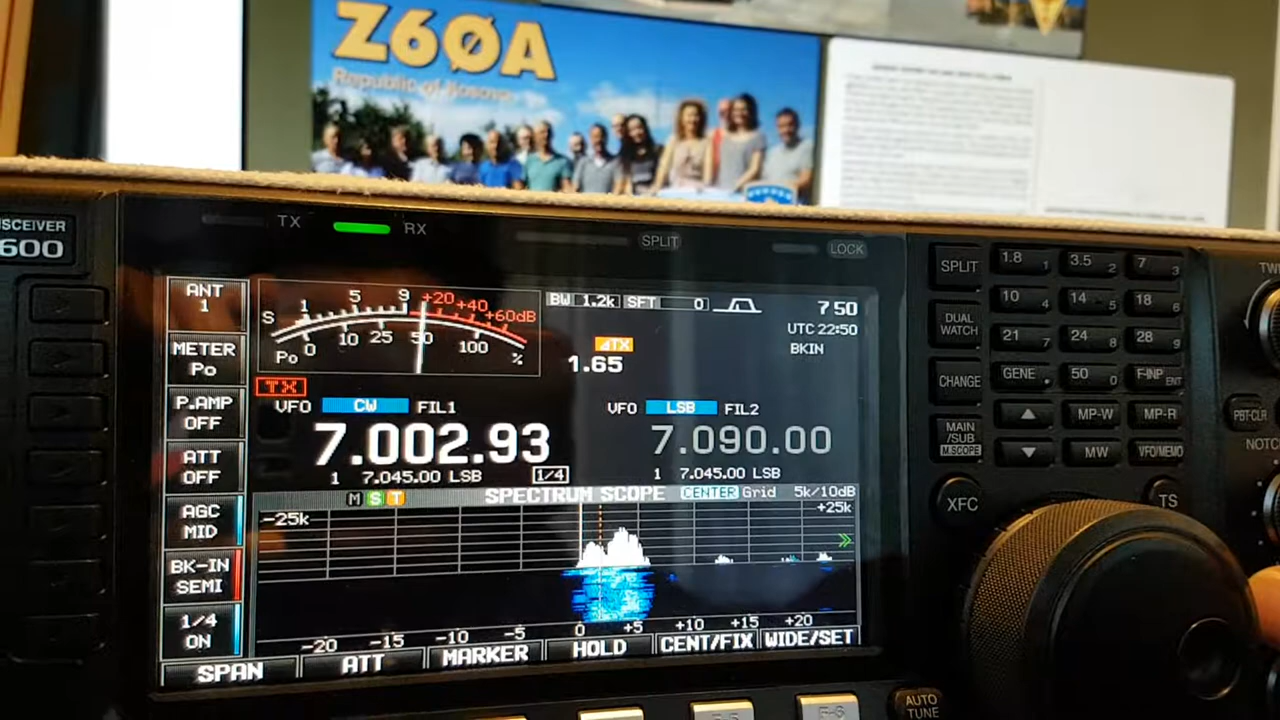 Z6ØA
Republic of Kosovo
NSCEIVER
600
TX
RX
SPLIT
LOCK
ANT
1
METER
Po
P.AMP
OFF
ATT
OFF
AGC
MID
BK-IN
SEMI
1/4
ON
S 1 5 9 +20 +40 +60dB
Po 0 10 25 50 100 %
BW 1.2k SFT 0
7 50
UTC 22:50
BKIN
⊿TX
1.65
TX
VFO CW FIL1
7.002.93
1 7.045.00 LSB 1/4
VFO LSB FIL2
7.090.00
1 7.045.00 LSB
M S T SPECTRUM SCOPE CENTER Grid 5k/10dB
-25k +25k
-20 -15 -10 -5 0 +5 +10 +15 +20
SPAN ATT MARKER HOLD CENT/FIX WIDE/SET
SPLIT 1.8 1 3.5 2 7 3
10 4 14 5 18 6
DUAL
WATCH
21 7 24 8 28 9
CHANGE GENE . 50 0 F-INP ENT
MAIN
/SUB
M.SCOPE
▲ MP-W MP-R
▼ MW VFO/MEMO
XFC TS
PBT-CLR
NOTC
TWI
AUTO
TUNE
F-5
F-6